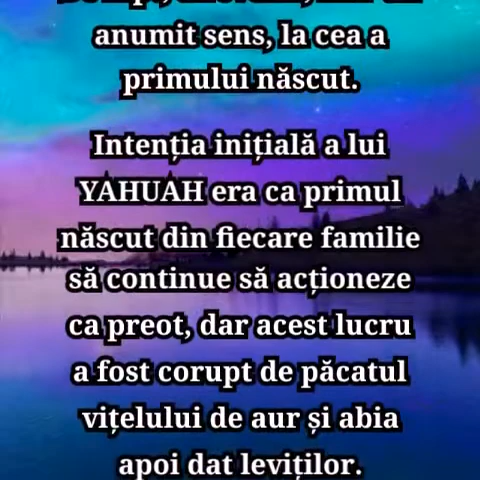 anumit sens, la cea a
primului născut.
Intenția inițială a lui
YAHUAH era ca primul
născut din fiecare familie
să continue să acționeze
ca preot, dar acest lucru
a fost corupt de păcatul
vițelului de aur și abia
apoi dat leviților.